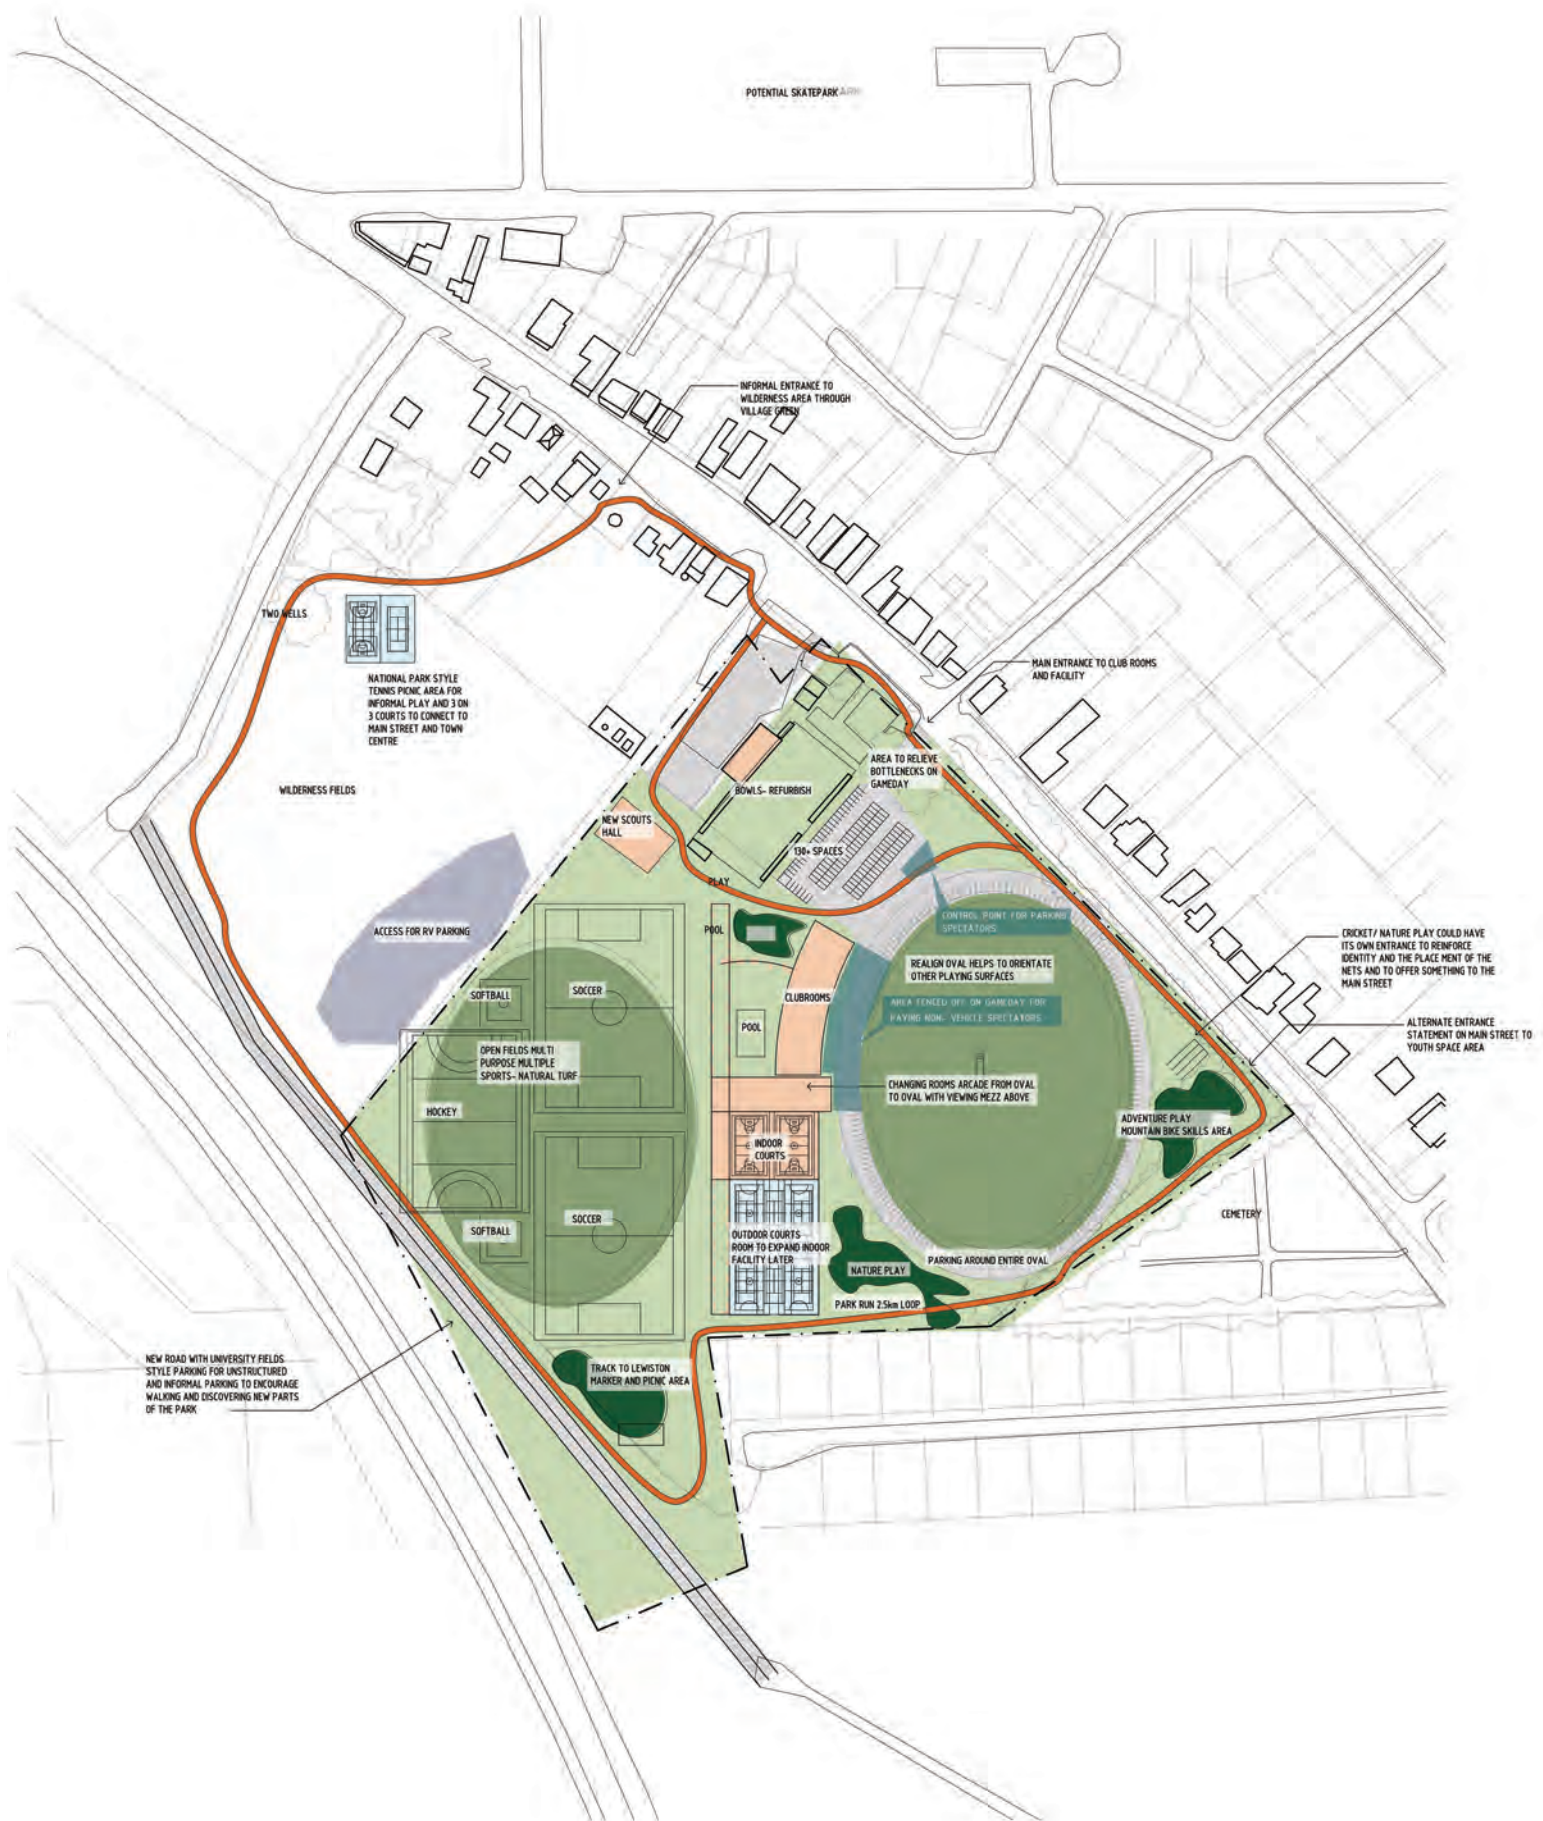 POTENTIAL SKATEPARK
INFORMAL ENTRANCE TO
WILDERNESS AREA THROUGH
VILLAGE GREEN
TWO WELLS
NATIONAL PARK STYLE
TENNIS PICNIC AREA FOR
INFORMAL PLAY AND 3 ON
3 COURTS TO CONNECT TO
MAIN STREET AND TOWN
CENTRE
MAIN ENTRANCE TO CLUB ROOMS
AND FACILITY
AREA TO RELIEVE
BOTTLENECKS ON
GAMEDAY
WILDERNESS FIELDS
BOWLS- REFURBISH
NEW SCOUTS
HALL
130+ SPACES
PLAY
CONTROL POINT FOR PARKING
SPECTATORS
ACCESS FOR RV PARKING
POOL
CRICKET/ NATURE PLAY COULD HAVE
ITS OWN ENTRANCE TO REINFORCE
IDENTITY AND THE PLACE MENT OF THE
NETS AND TO OFFER SOMETHING TO THE
MAIN STREET
REALIGN OVAL HELPS TO ORIENTATE
OTHER PLAYING SURFACES
SOFTBALL
SOCCER
CLUBROOMS
AREA FENCED OFF ON GAMEDAY FOR
PAYING NON- VEHICLE SPECTATORS
POOL
ALTERNATE ENTRANCE
STATEMENT ON MAIN STREET TO
YOUTH SPACE AREA
OPEN FIELDS MULTI
PURPOSE MULTIPLE
SPORTS- NATURAL TURF
CHANGING ROOMS ARCADE FROM OVAL
TO OVAL WITH VIEWING MEZZ ABOVE
HOCKEY
ADVENTURE PLAY
MOUNTAIN BIKE SKILLS AREA
INDOOR
COURTS
CEMETERY
SOFTBALL
SOCCER
OUTDOOR COURTS
ROOM TO EXPAND INDOOR
FACILITY LATER
PARKING AROUND ENTIRE OVAL
NATURE PLAY
PARK RUN 2.5km LOOP
NEW ROAD WITH UNIVERSITY FIELDS
STYLE PARKING FOR UNSTRUCTURED
AND INFORMAL PARKING TO ENCOURAGE
WALKING AND DISCOVERING NEW PARTS
OF THE PARK
TRACK TO LEWISTON
MARKER AND PICNIC AREA